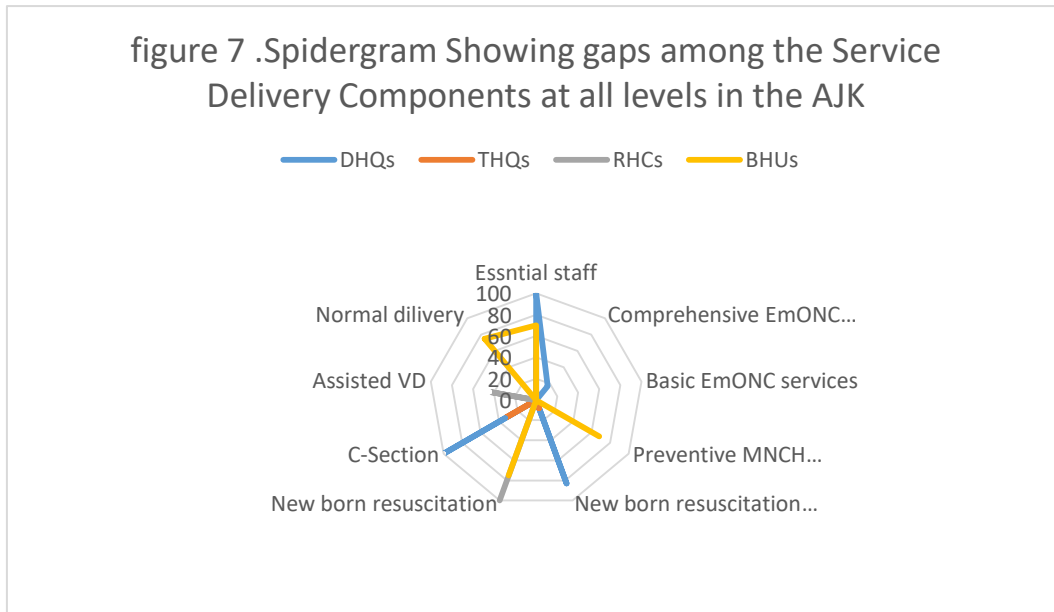 figure 7 .Spidergram Showing gaps among the Service
Delivery Components at all levels in the AJK
DHQs THQs RHCs BHUs
Essntial staff
100
80
60
40
20
0
Normal dilivery
Comprehensive EmONC...
Assisted VD
Basic EmONC services
C-Section
Preventive MNCH...
New born resuscitation
New born resuscitation...